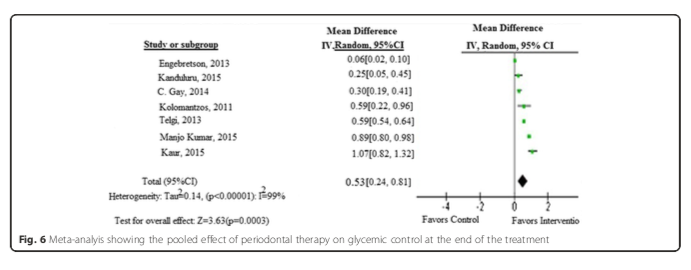 Mean Difference Mean Difference
Study or subgroup IV,Random, 95%CI IV, Random, 95%CI
Engebretson, 2013 0.06[0.02, 0.10]
Kanduluru, 2015 0.25[0.05, 0.45]
C. Gay, 2014 0.30[0.19, 0.41]
Kolomantzos, 2011 0.59[0.22, 0.96]
Telgi, 2013 0.59[0.54, 0.64]
Manjo Kumar, 2015 0.89[0.80, 0.98]
Kaur, 2015 1.07[0.82, 1.32]
Total (95%CI) 0.53[0.24, 0.81]
Heterogeneity: Tau2=0.14, (p<0.00001): I2=99%
-4 -2 0 2
Test for overall effect: Z=3.63(p=0.0003) Favors Control Favors Interventio
Fig. 6 Meta-analyis showing the pooled effect of periodontal therapy on glycemic control at the end of the treatment